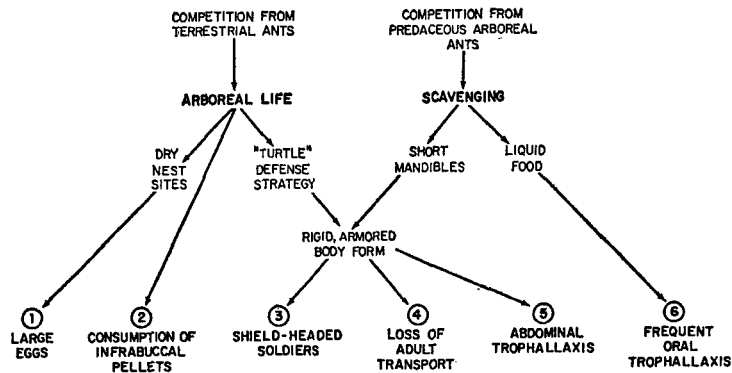 COMPETITION FROM
TERRESTRIAL ANTS
COMPETITION FROM
PREDACEOUS ARBOREAL
ANTS
ARBOREAL LIFE
SCAVENGING
DRY
NEST
SITES
"TURTLE"
DEFENSE
STRATEGY
SHORT
MANDIBLES
LIQUID
FOOD
RIGID, ARMORED
BODY FORM
1
LARGE
EGGS
2
CONSUMPTION OF
INFRABUCCAL
PELLETS
3
SHIELD-HEADED
SOLDIERS
4
LOSS OF
ADULT
TRANSPORT
5
ABDOMINAL
TROPHALLAXIS
6
FREQUENT
ORAL
TROPHALLAXIS